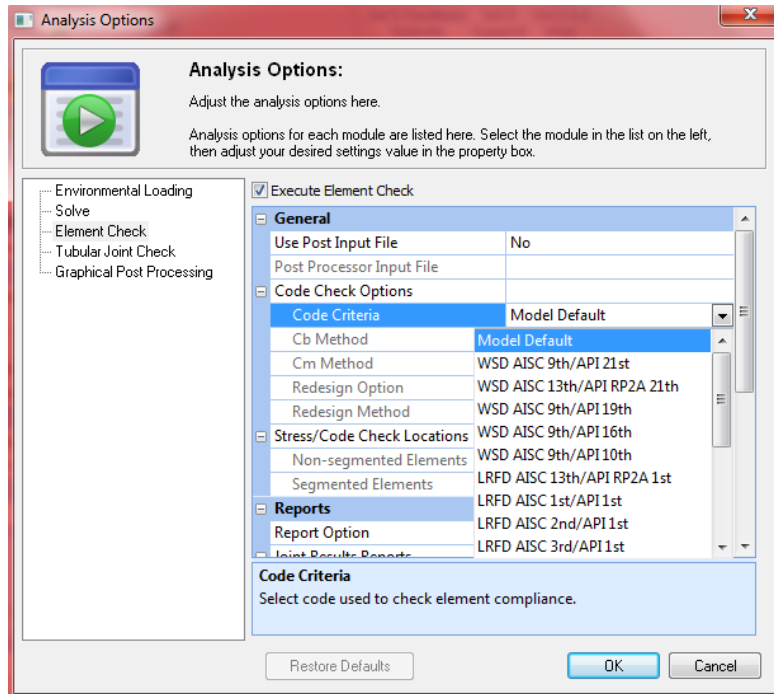 Analysis Options
x
Analysis Options:
Adjust the analysis options here.
Analysis options for each module are listed here. Select the module in the list on the left,
then adjust your desired settings value in the property box.
Environmental Loading
Solve
Element Check
Tubular Joint Check
Graphical Post Processing
Execute Element Check
General
Use Post Input File No
Post Processor Input File
Code Check Options
Code Criteria Model Default
Cb Method
Cm Method
Redesign Option
Redesign Method
Stress/Code Check Locations
Non-segmented Elements
Segmented Elements
Reports
Report Option
Joint Results Reports
Model Default
WSD AISC 9th/API 21st
WSD AISC 13th/API RP2A 21th
WSD AISC 9th/API 19th
WSD AISC 9th/API 16th
WSD AISC 9th/API 10th
LRFD AISC 13th/API RP2A 1st
LRFD AISC 1st/API 1st
LRFD AISC 2nd/API 1st
LRFD AISC 3rd/API 1st
Code Criteria
Select code used to check element compliance.
Restore Defaults
OK
Cancel